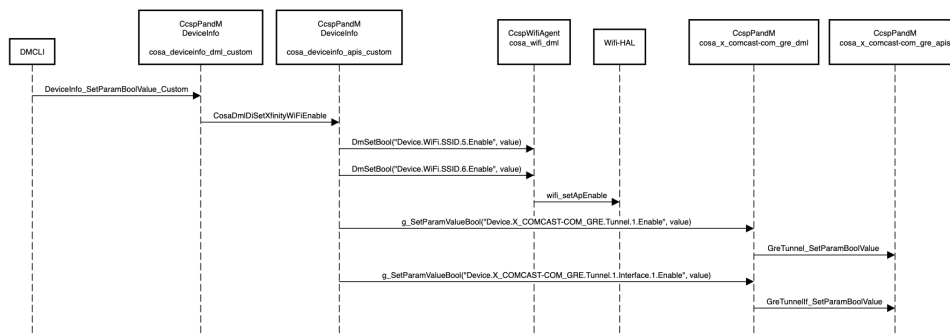 DMCLI
CcspPandM
DeviceInfo
cosa_deviceinfo_dml_custom
CcspPandM
DeviceInfo
cosa_deviceinfo_apis_custom
CcspWifiAgent
cosa_wifi_dml
Wifi-HAL
CcspPandM
cosa_x_comcast-com_gre_dml
CcspPandM
cosa_x_comcast-com_gre_apis
DeviceInfo_SetParamBoolValue_Custom
CosaDmlDiSetXfinityWiFiEnable
DmSetBool("Device.WiFi.SSID.5.Enable", value)
DmSetBool("Device.WiFi.SSID.6.Enable", value)
wifi_setApEnable
g_SetParamValueBool("Device.X_COMCAST-COM_GRE.Tunnel.1.Enable", value)
GreTunnel_SetParamBoolValue
g_SetParamValueBool("Device.X_COMCAST-COM_GRE.Tunnel.1.Interface.1.Enable", value)
GreTunnelIf_SetParamBoolValue